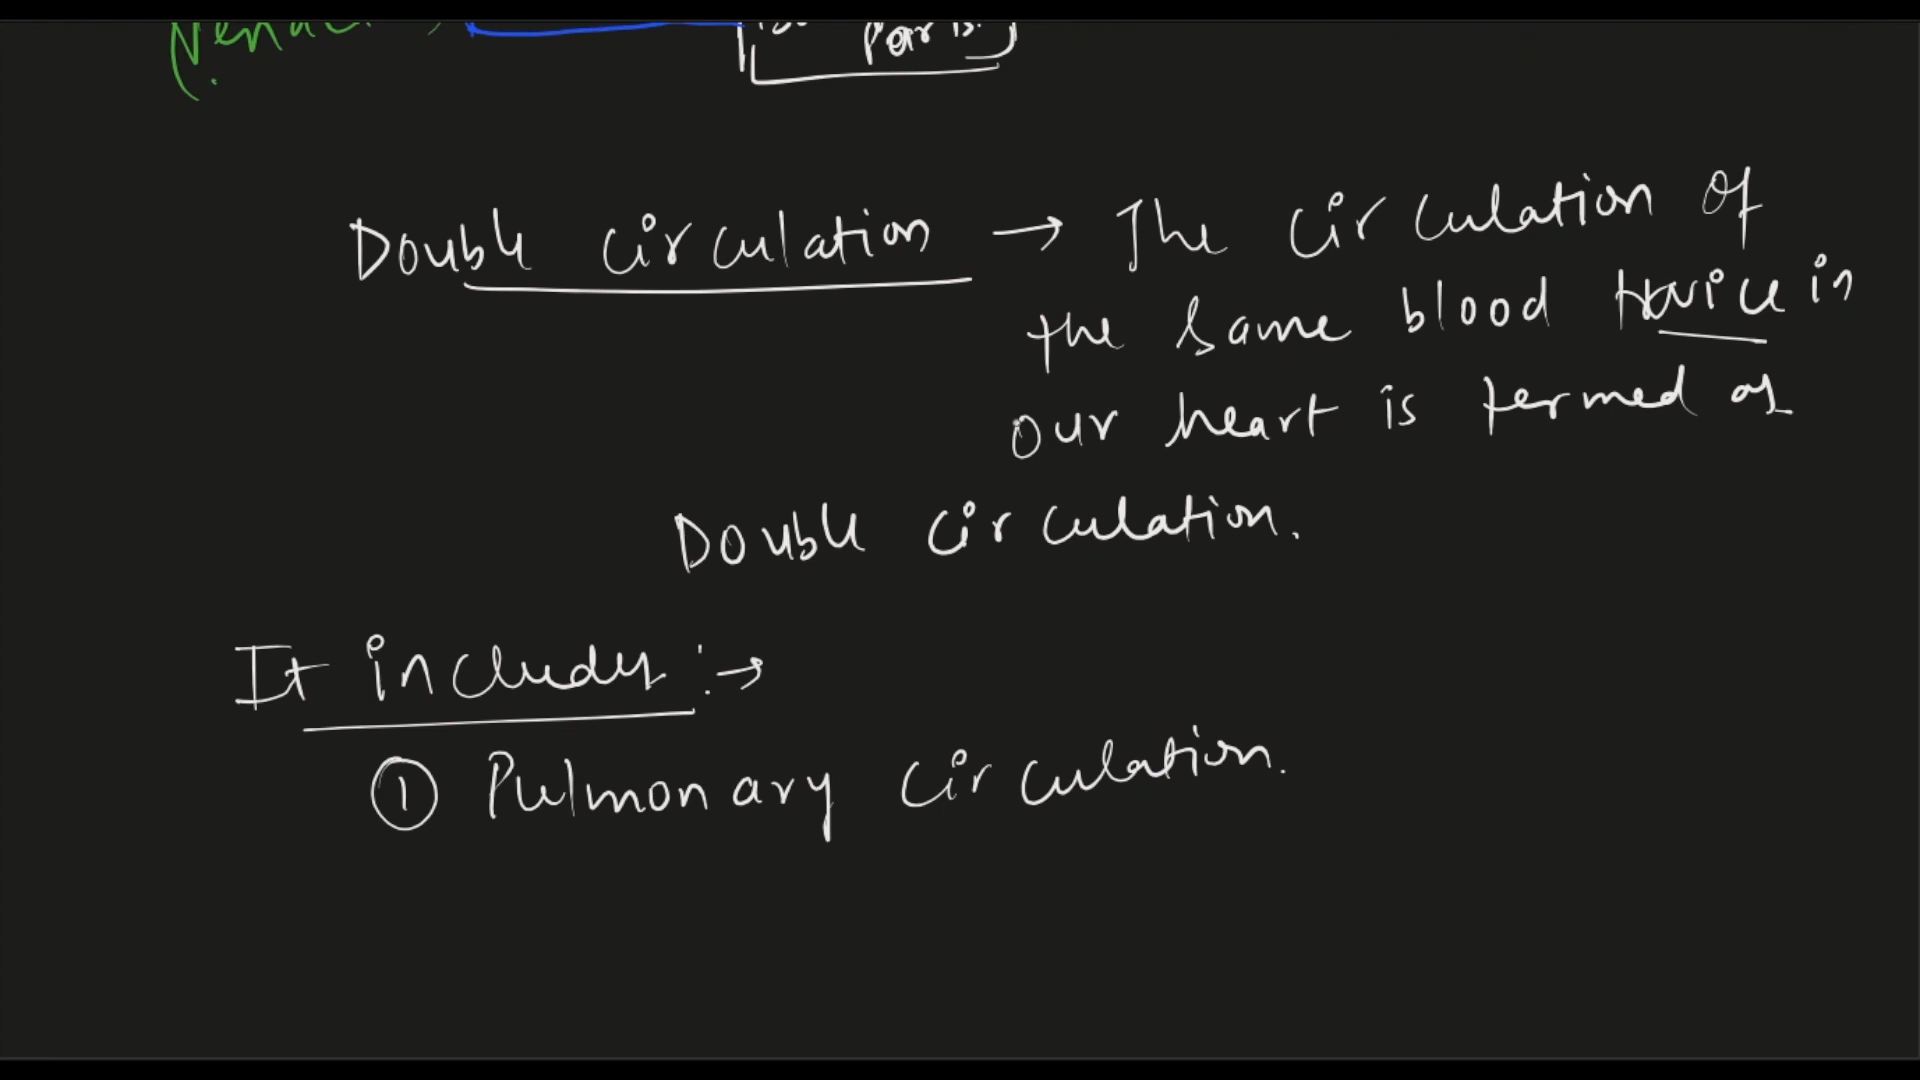 Parts.
Double circulation → The circulation of
the same blood twice in
our heart is termed as
Double circulation.
It includes :→
① Pulmonary circulation.